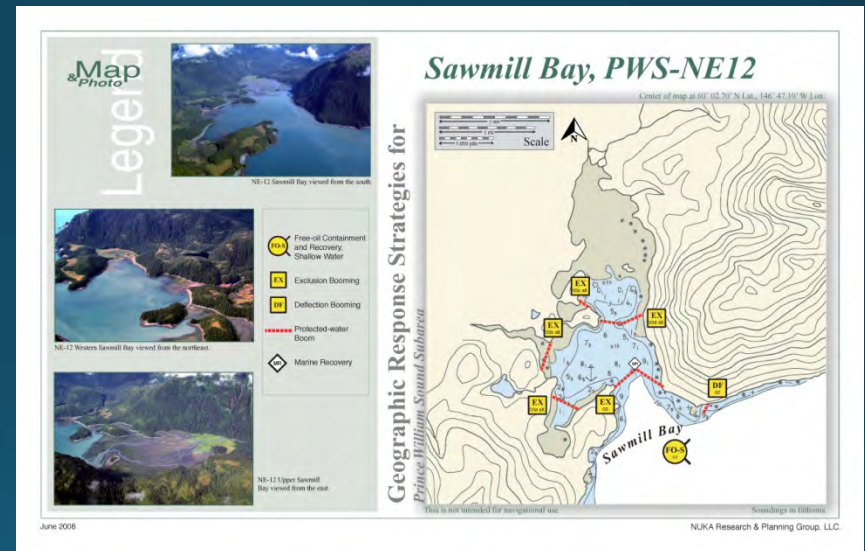 Map
&Photo
Legend
NE-12 Sawmill Bay viewed from the south.
NE-12 Western Sawmill Bay viewed from the northeast.
NE-12 Upper Sawmill
Bay viewed from the east.
FO-S
Free-oil Containment
and Recovery,
Shallow Water
EX
Exclusion Booming
DF
Deflection Booming
Protected-water
Boom
MR
Marine Recovery
Geographic Response Strategies for
Prince William Sound Subarea
Sawmill Bay, PWS-NE12
Center of map at 60° 02.70' N Lat., 146° 47.10' W Lon.
Scale
N
EX
EX
EX
EX
EX
DF
MR
Sawmill Bay
FO-S
This is not intended for navigational use
Soundings in fathoms
June 2008
NUKA Research & Planning Group, LLC.